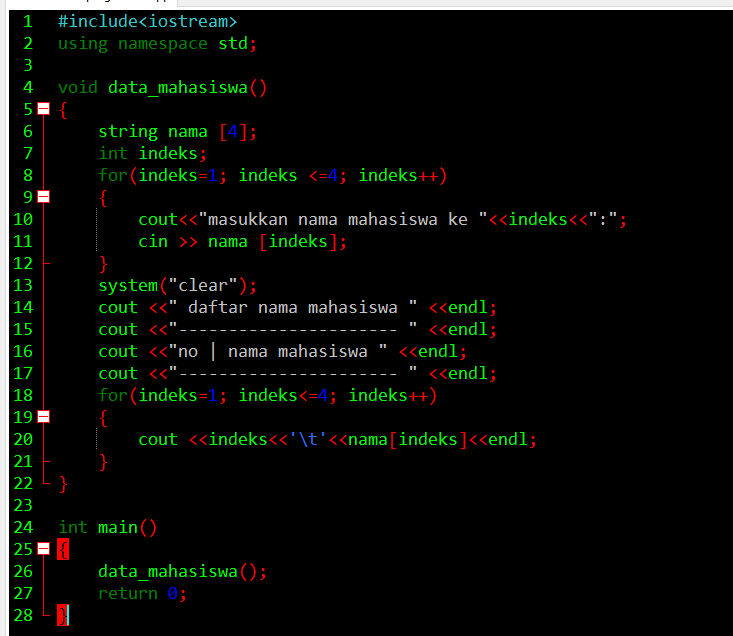 1 #include<iostream>
2 using namespace std;
3
4 void data_mahasiswa()
5 {
6     string nama [4];
7     int indeks;
8     for(indeks=1; indeks <=4; indeks++)
9     {
10         cout<<"masukkan nama mahasiswa ke "<<indeks<<":";
11         cin >> nama [indeks];
12     }
13     system("clear");
14     cout <<" daftar nama mahasiswa " <<endl;
15     cout <<"---------------------- " <<endl;
16     cout <<"no | nama mahasiswa " <<endl;
17     cout <<"---------------------- " <<endl;
18     for(indeks=1; indeks<=4; indeks++)
19     {
20         cout <<indeks<<'\t'<<nama[indeks]<<endl;
21     }
22 }
23
24 int main()
25 {
26     data_mahasiswa();
27     return 0;
28 }